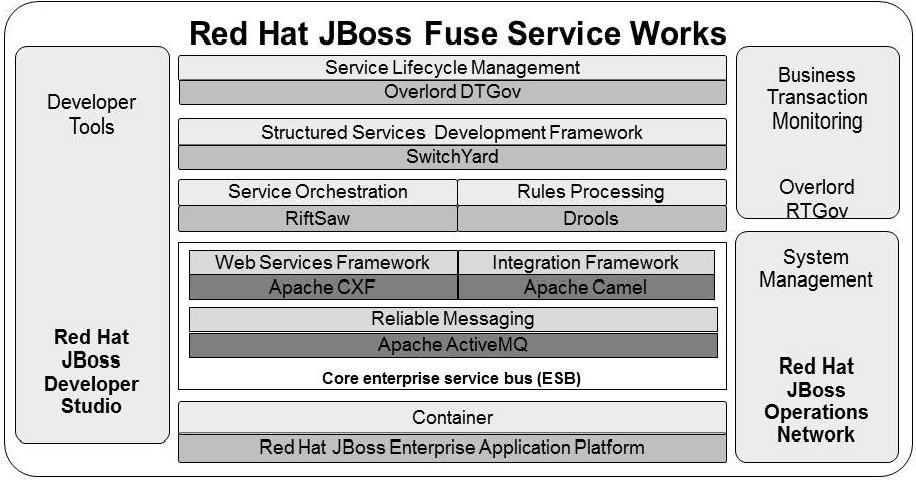 Red Hat JBoss Fuse Service Works
Developer
Tools
Red Hat
JBoss
Developer
Studio
Service Lifecycle Management
Overlord DTGov
Structured Services Development Framework
SwitchYard
Service Orchestration
RiftSaw
Rules Processing
Drools
Web Services Framework
Apache CXF
Integration Framework
Apache Camel
Reliable Messaging
Apache ActiveMQ
Core enterprise service bus (ESB)
Container
Red Hat JBoss Enterprise Application Platform
Business
Transaction
Monitoring
Overlord
RTGov
System
Management
Red Hat
JBoss
Operations
Network